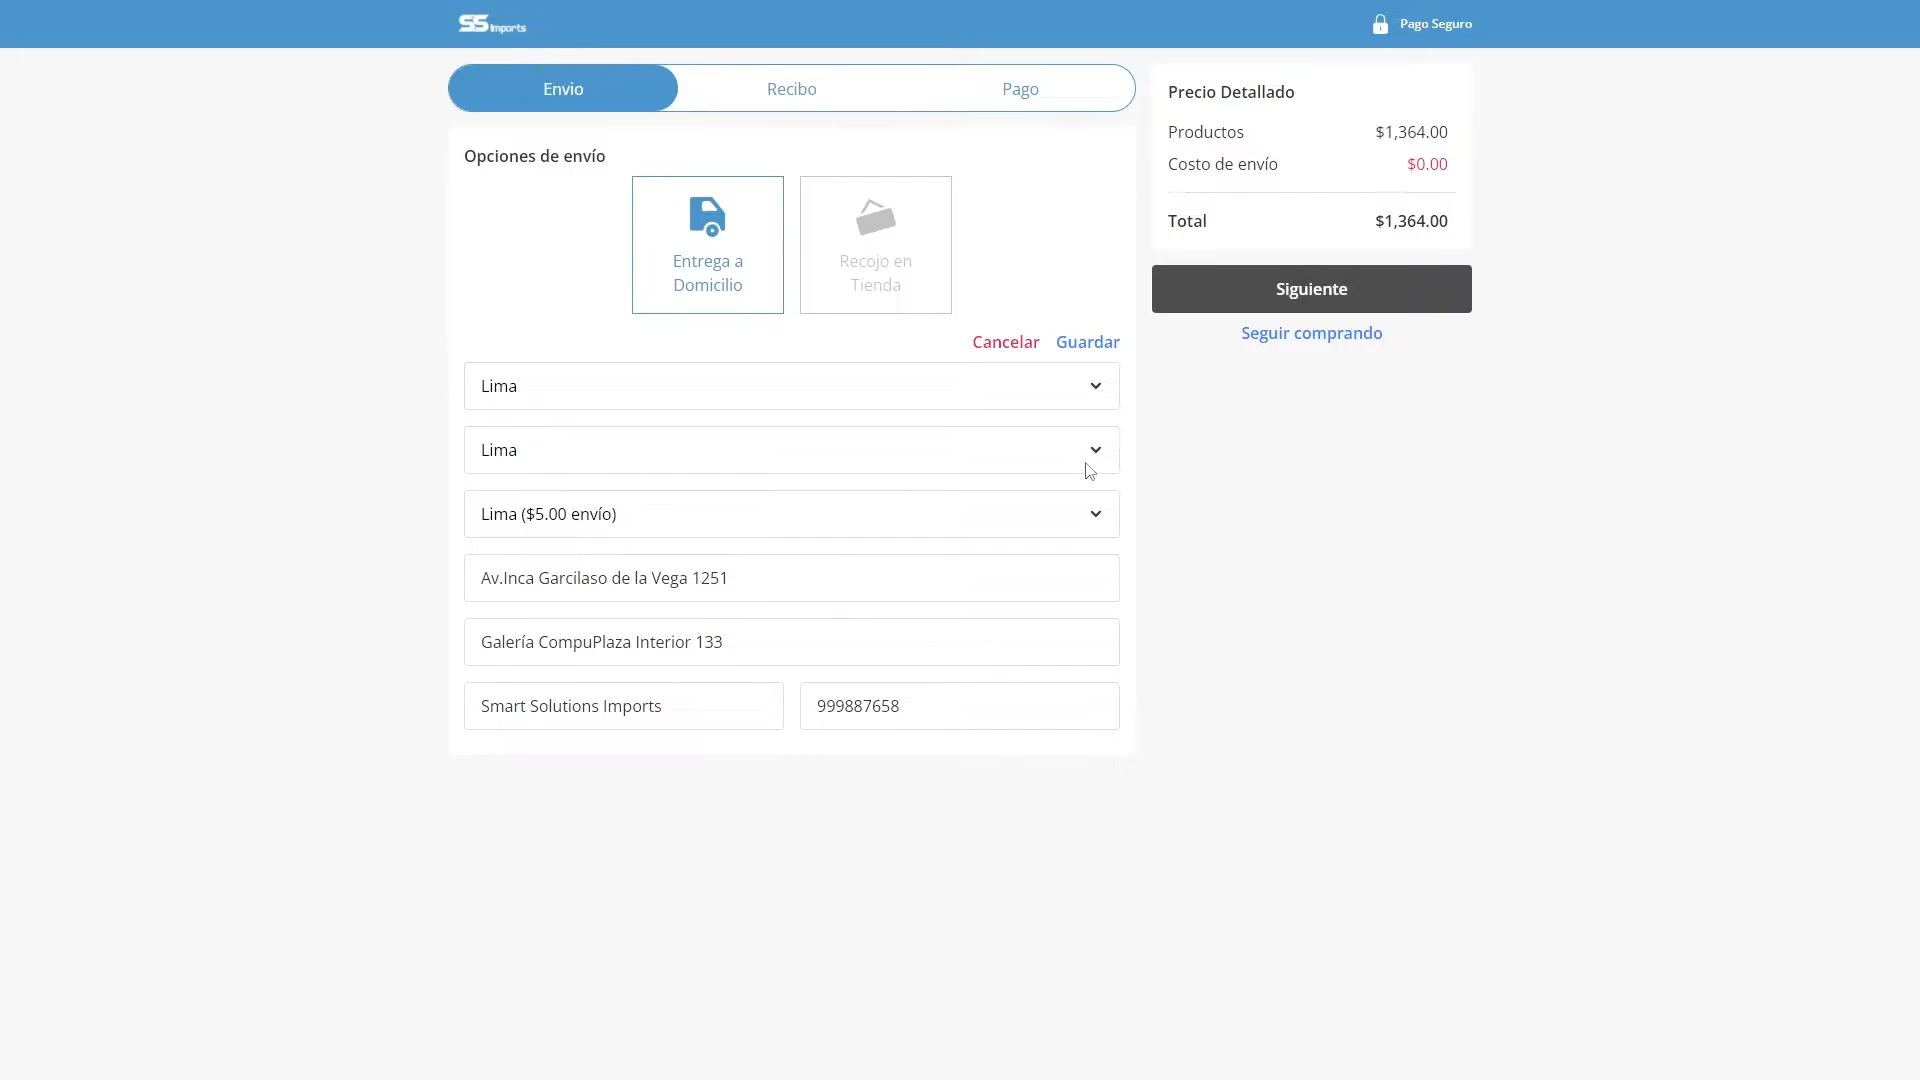 SS Imports
Pago Seguro
Envio
Recibo
Pago
Opciones de envío
Entrega a
Domicilio
Recojo en
Tienda
Cancelar
Guardar
Lima
Lima
Lima ($5.00 envío)
Av.Inca Garcilaso de la Vega 1251
Galería CompuPlaza Interior 133
Smart Solutions Imports
999887658
Precio Detallado
Productos $1,364.00
Costo de envío $0.00
Total $1,364.00
Siguiente
Seguir comprando